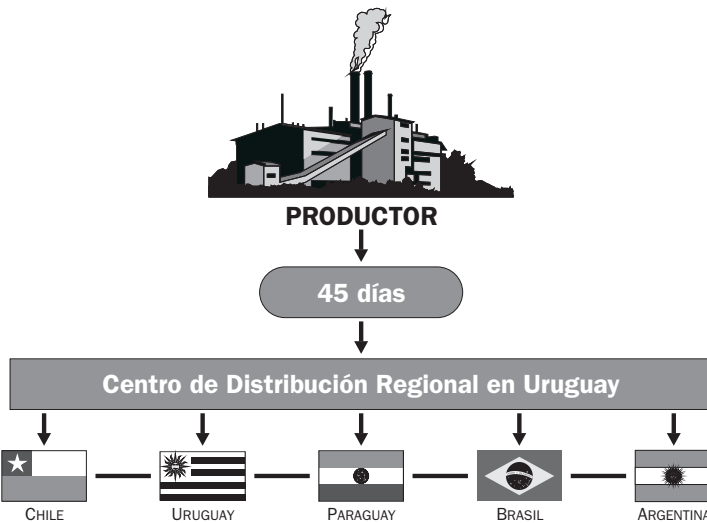 PRODUCTOR
45 días
Centro de Distribución Regional en Uruguay
CHILE
URUGUAY
PARAGUAY
BRASIL
ARGENTINA